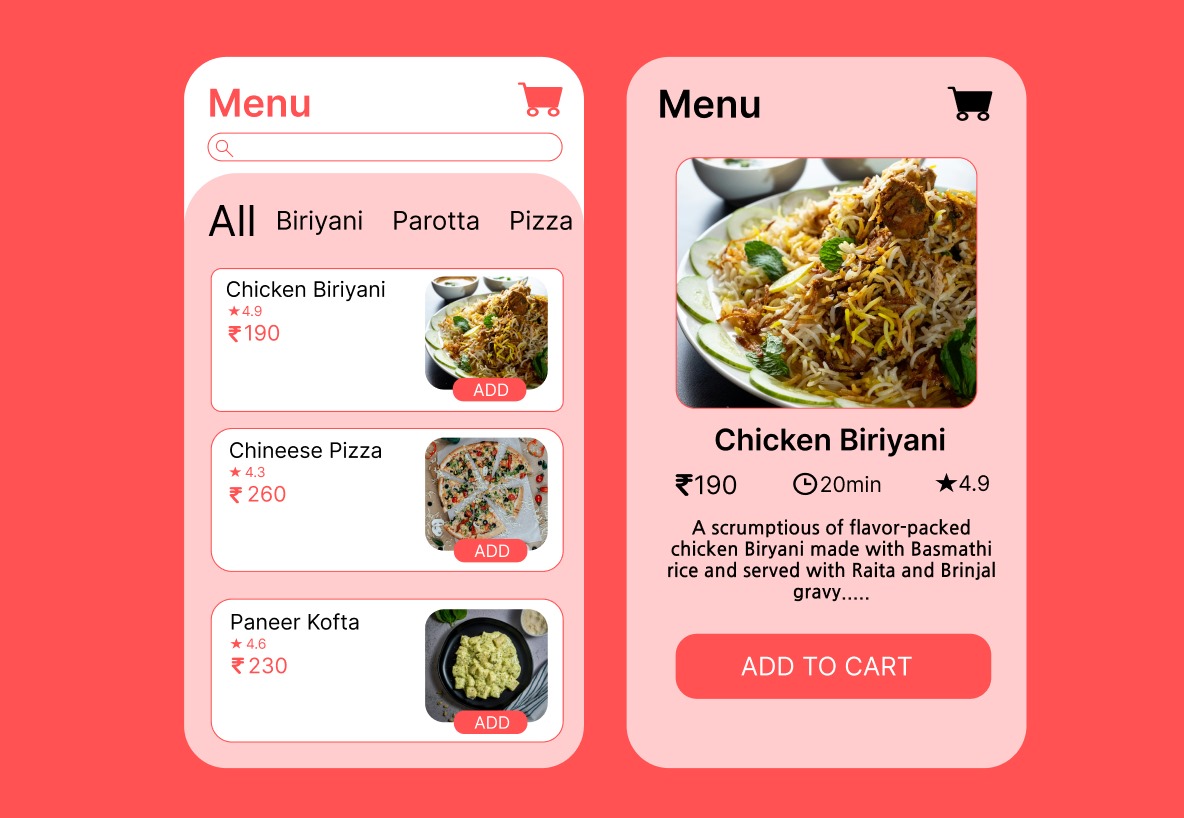 Menu
All Biriyani Parotta Pizza
Chicken Biriyani
★4.9
₹190
ADD
Chineese Pizza
★ 4.3
₹ 260
ADD
Paneer Kofta
★ 4.6
₹ 230
ADD
Menu
Chicken Biriyani
₹190 20min ★4.9
A scrumptious of flavor-packed
chicken Biryani made with Basmathi
rice and served with Raita and Brinjal
gravy.....
ADD TO CART